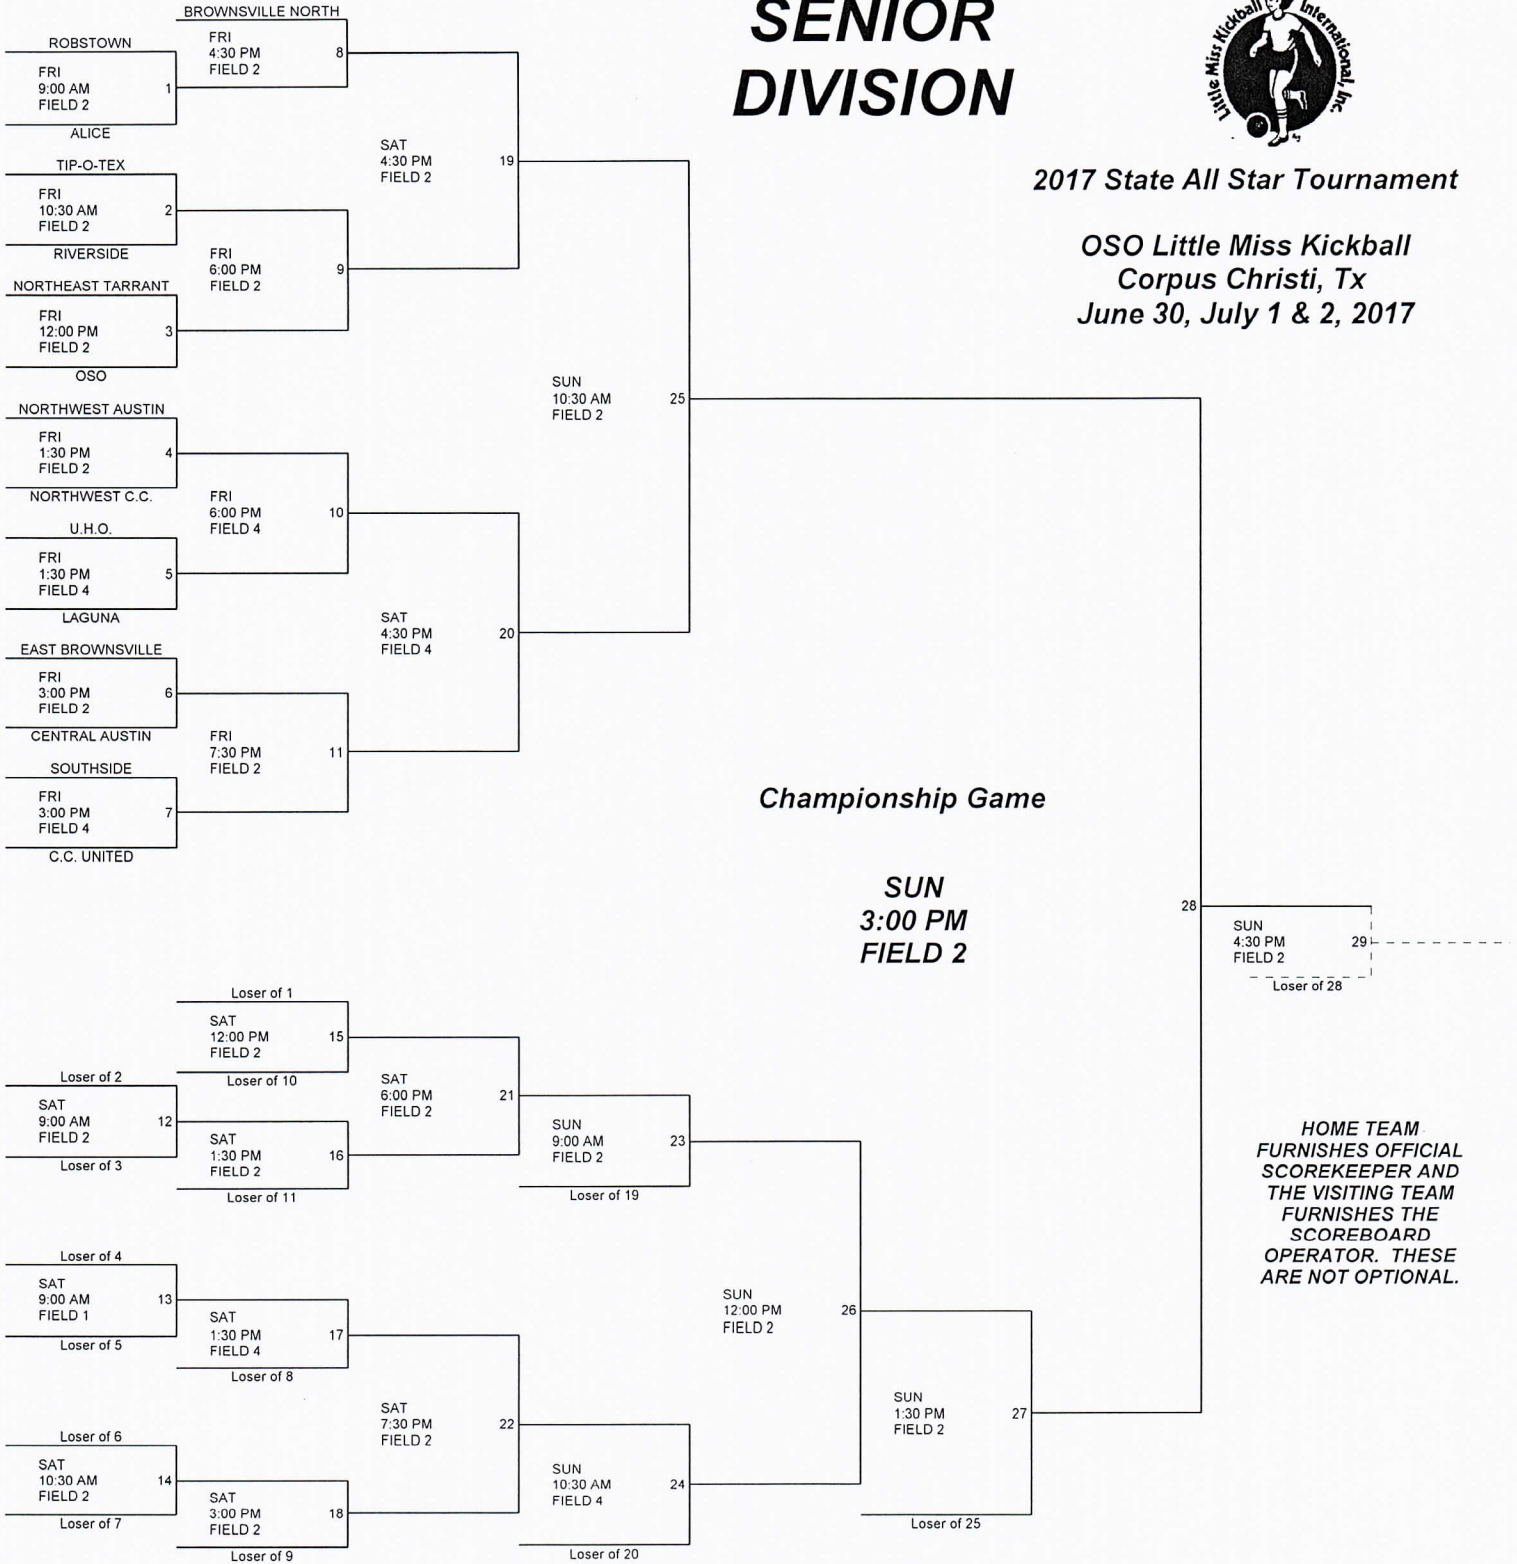 SENIOR
DIVISION
Little Miss Kickball International, Inc.
2017 State All Star Tournament
OSO Little Miss Kickball
Corpus Christi, Tx
June 30, July 1 & 2, 2017
BROWNSVILLE NORTH
FRI
4:30 PM
FIELD 2
8
ROBSTOWN
FRI
9:00 AM
FIELD 2
1
ALICE
TIP-O-TEX
FRI
10:30 AM
FIELD 2
2
RIVERSIDE
FRI
6:00 PM
FIELD 2
9
NORTHEAST TARRANT
FRI
12:00 PM
FIELD 2
3
OSO
SAT
4:30 PM
FIELD 2
19
NORTHWEST AUSTIN
FRI
1:30 PM
FIELD 2
4
NORTHWEST C.C.
FRI
6:00 PM
FIELD 4
10
U.H.O.
FRI
1:30 PM
FIELD 4
5
LAGUNA
SAT
4:30 PM
FIELD 4
20
EAST BROWNSVILLE
FRI
3:00 PM
FIELD 2
6
CENTRAL AUSTIN
FRI
7:30 PM
FIELD 2
11
SOUTHSIDE
FRI
3:00 PM
FIELD 4
7
C.C. UNITED
SUN
10:30 AM
FIELD 2
25
Championship Game
SUN
3:00 PM
FIELD 2
28
SUN
4:30 PM
FIELD 2
29
Loser of 28
Loser of 1
SAT
12:00 PM
FIELD 2
15
Loser of 10
Loser of 2
SAT
9:00 AM
FIELD 2
12
Loser of 3
SAT
1:30 PM
FIELD 2
16
Loser of 11
SAT
6:00 PM
FIELD 2
21
SUN
9:00 AM
FIELD 2
23
Loser of 19
Loser of 4
SAT
9:00 AM
FIELD 1
13
Loser of 5
SAT
1:30 PM
FIELD 4
17
Loser of 8
Loser of 6
SAT
10:30 AM
FIELD 2
14
Loser of 7
SAT
3:00 PM
FIELD 2
18
Loser of 9
SAT
7:30 PM
FIELD 2
22
SUN
10:30 AM
FIELD 4
24
Loser of 20
SUN
12:00 PM
FIELD 2
26
SUN
1:30 PM
FIELD 2
27
Loser of 25
HOME TEAM
FURNISHES OFFICIAL
SCOREKEEPER AND
THE VISITING TEAM
FURNISHES THE
SCOREBOARD
OPERATOR. THESE
ARE NOT OPTIONAL.